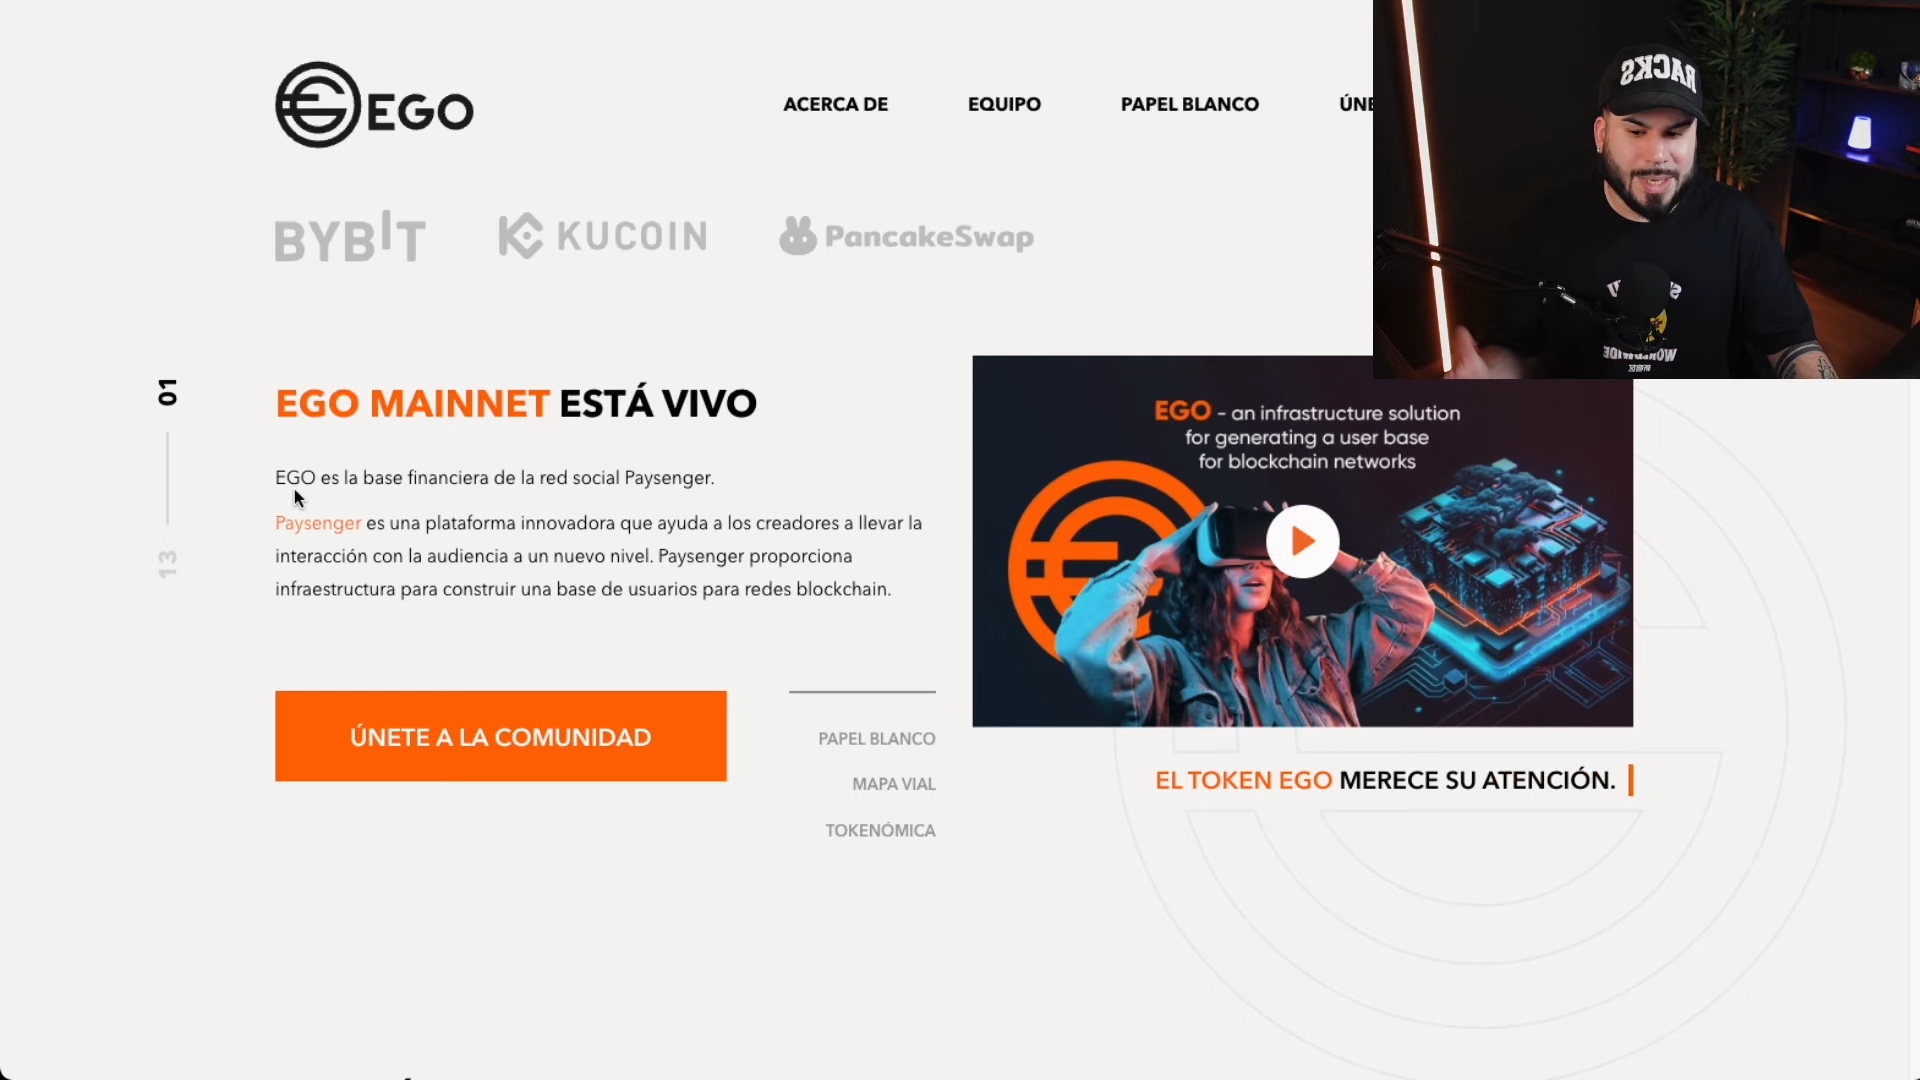 EGO
ACERCA DE
EQUIPO
PAPEL BLANCO
ÚNE
RACKS
BYBIT
KUCOIN
PancakeSwap
WORLDWIDE
01
13
EGO MAINNET ESTÁ VIVO
EGO es la base financiera de la red social Paysenger.
Paysenger es una plataforma innovadora que ayuda a los creadores a llevar la
interacción con la audiencia a un nuevo nivel. Paysenger proporciona
infraestructura para construir una base de usuarios para redes blockchain.
EGO - an infrastructure solution
for generating a user base
for blockchain networks
ÚNETE A LA COMUNIDAD
PAPEL BLANCO
MAPA VIAL
TOKENÓMICA
EL TOKEN EGO MERECE SU ATENCIÓN.